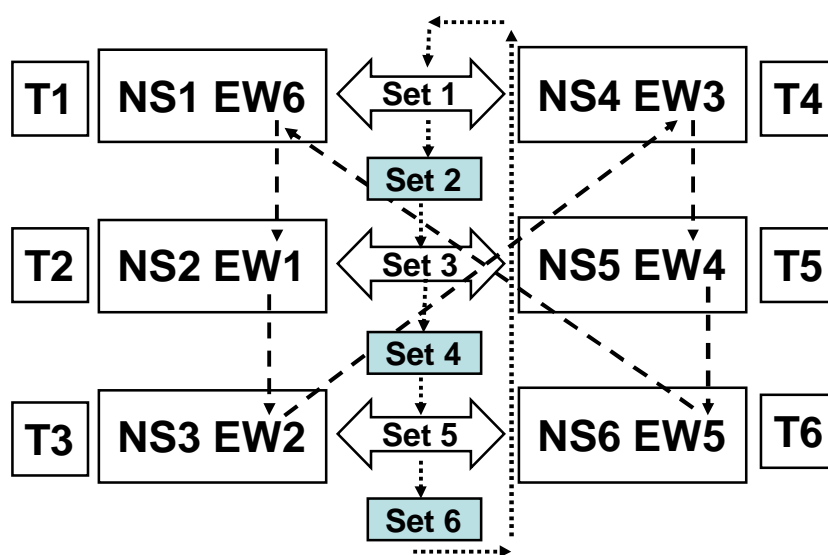 T1 NS1 EW6 Set 1 NS4 EW3 T4
Set 2
T2 NS2 EW1 Set 3 NS5 EW4 T5
Set 4
T3 NS3 EW2 Set 5 NS6 EW5 T6
Set 6